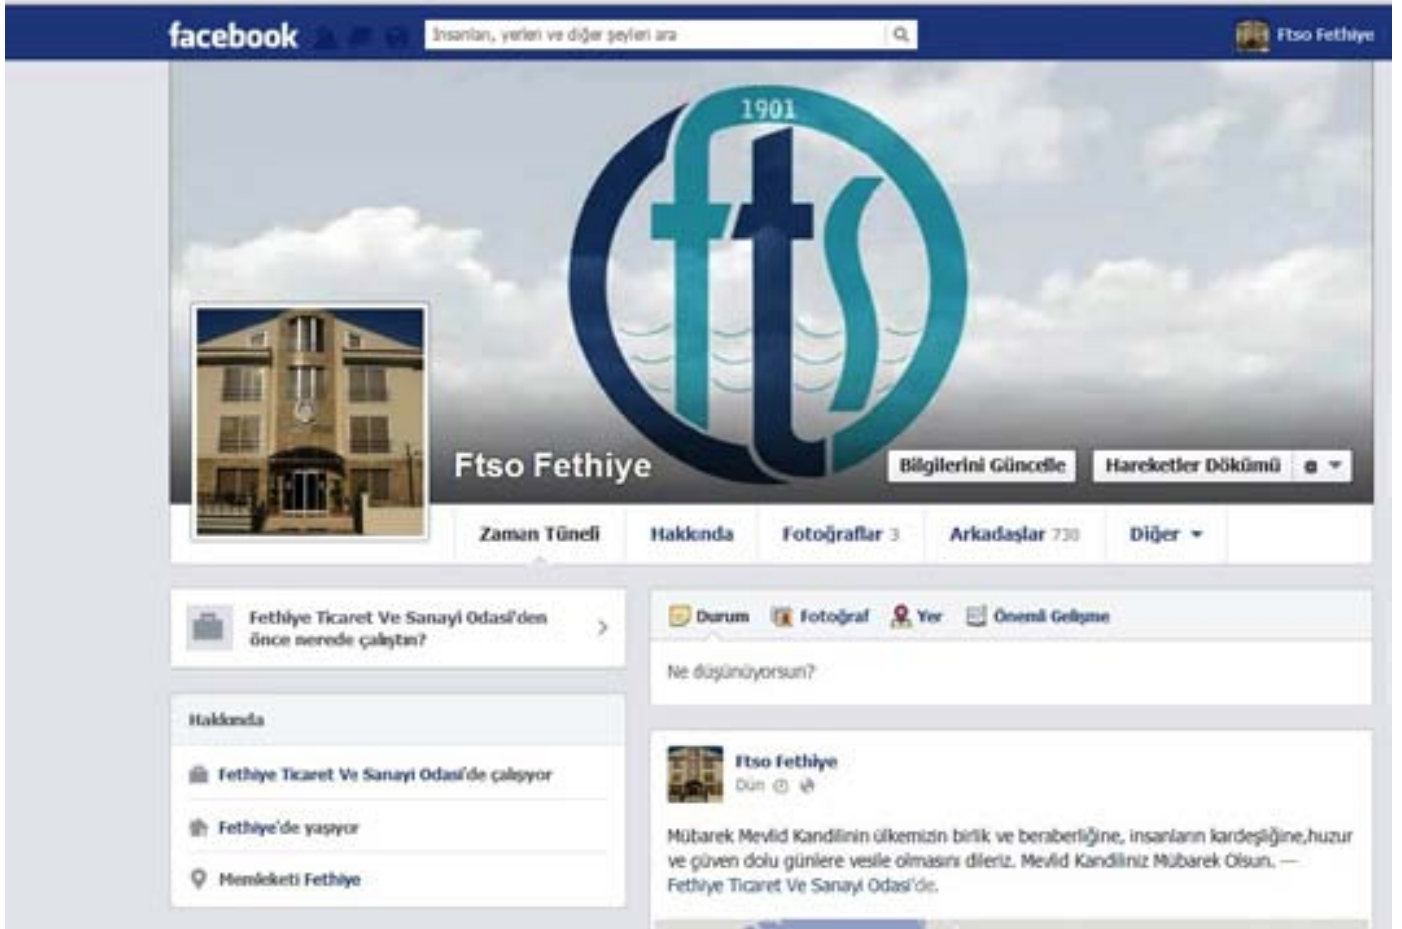 facebook
İnsanları, yerleri ve diğer şeyleri ara
Ftso Fethiye
1901
fts
Ftso Fethiye
Bilgilerini Güncelle
Hareketler Dökümü
Zaman Tüneli
Hakkında
Fotoğraflar 3
Arkadaşlar 730
Diğer
Fethiye Ticaret Ve Sanayi Odasi'den
önce nerede çalıştın?
Hakkında
Fethiye Ticaret Ve Sanayi Odasi'de çalışıyor
Fethiye'de yaşıyor
Memleketi Fethiye
Durum
Fotoğraf
Yer
Önemli Gelişme
Ne düşünüyorsun?
Ftso Fethiye
Dün
Mübarek Mevlid Kandilinin ülkemizin birlik ve beraberliğine, insanların kardeşliğine,huzur
ve güven dolu günlere vesile olmasını dileriz. Mevlid Kandiliniz Mübarek Olsun. —
Fethiye Ticaret Ve Sanayi Odasi'de.